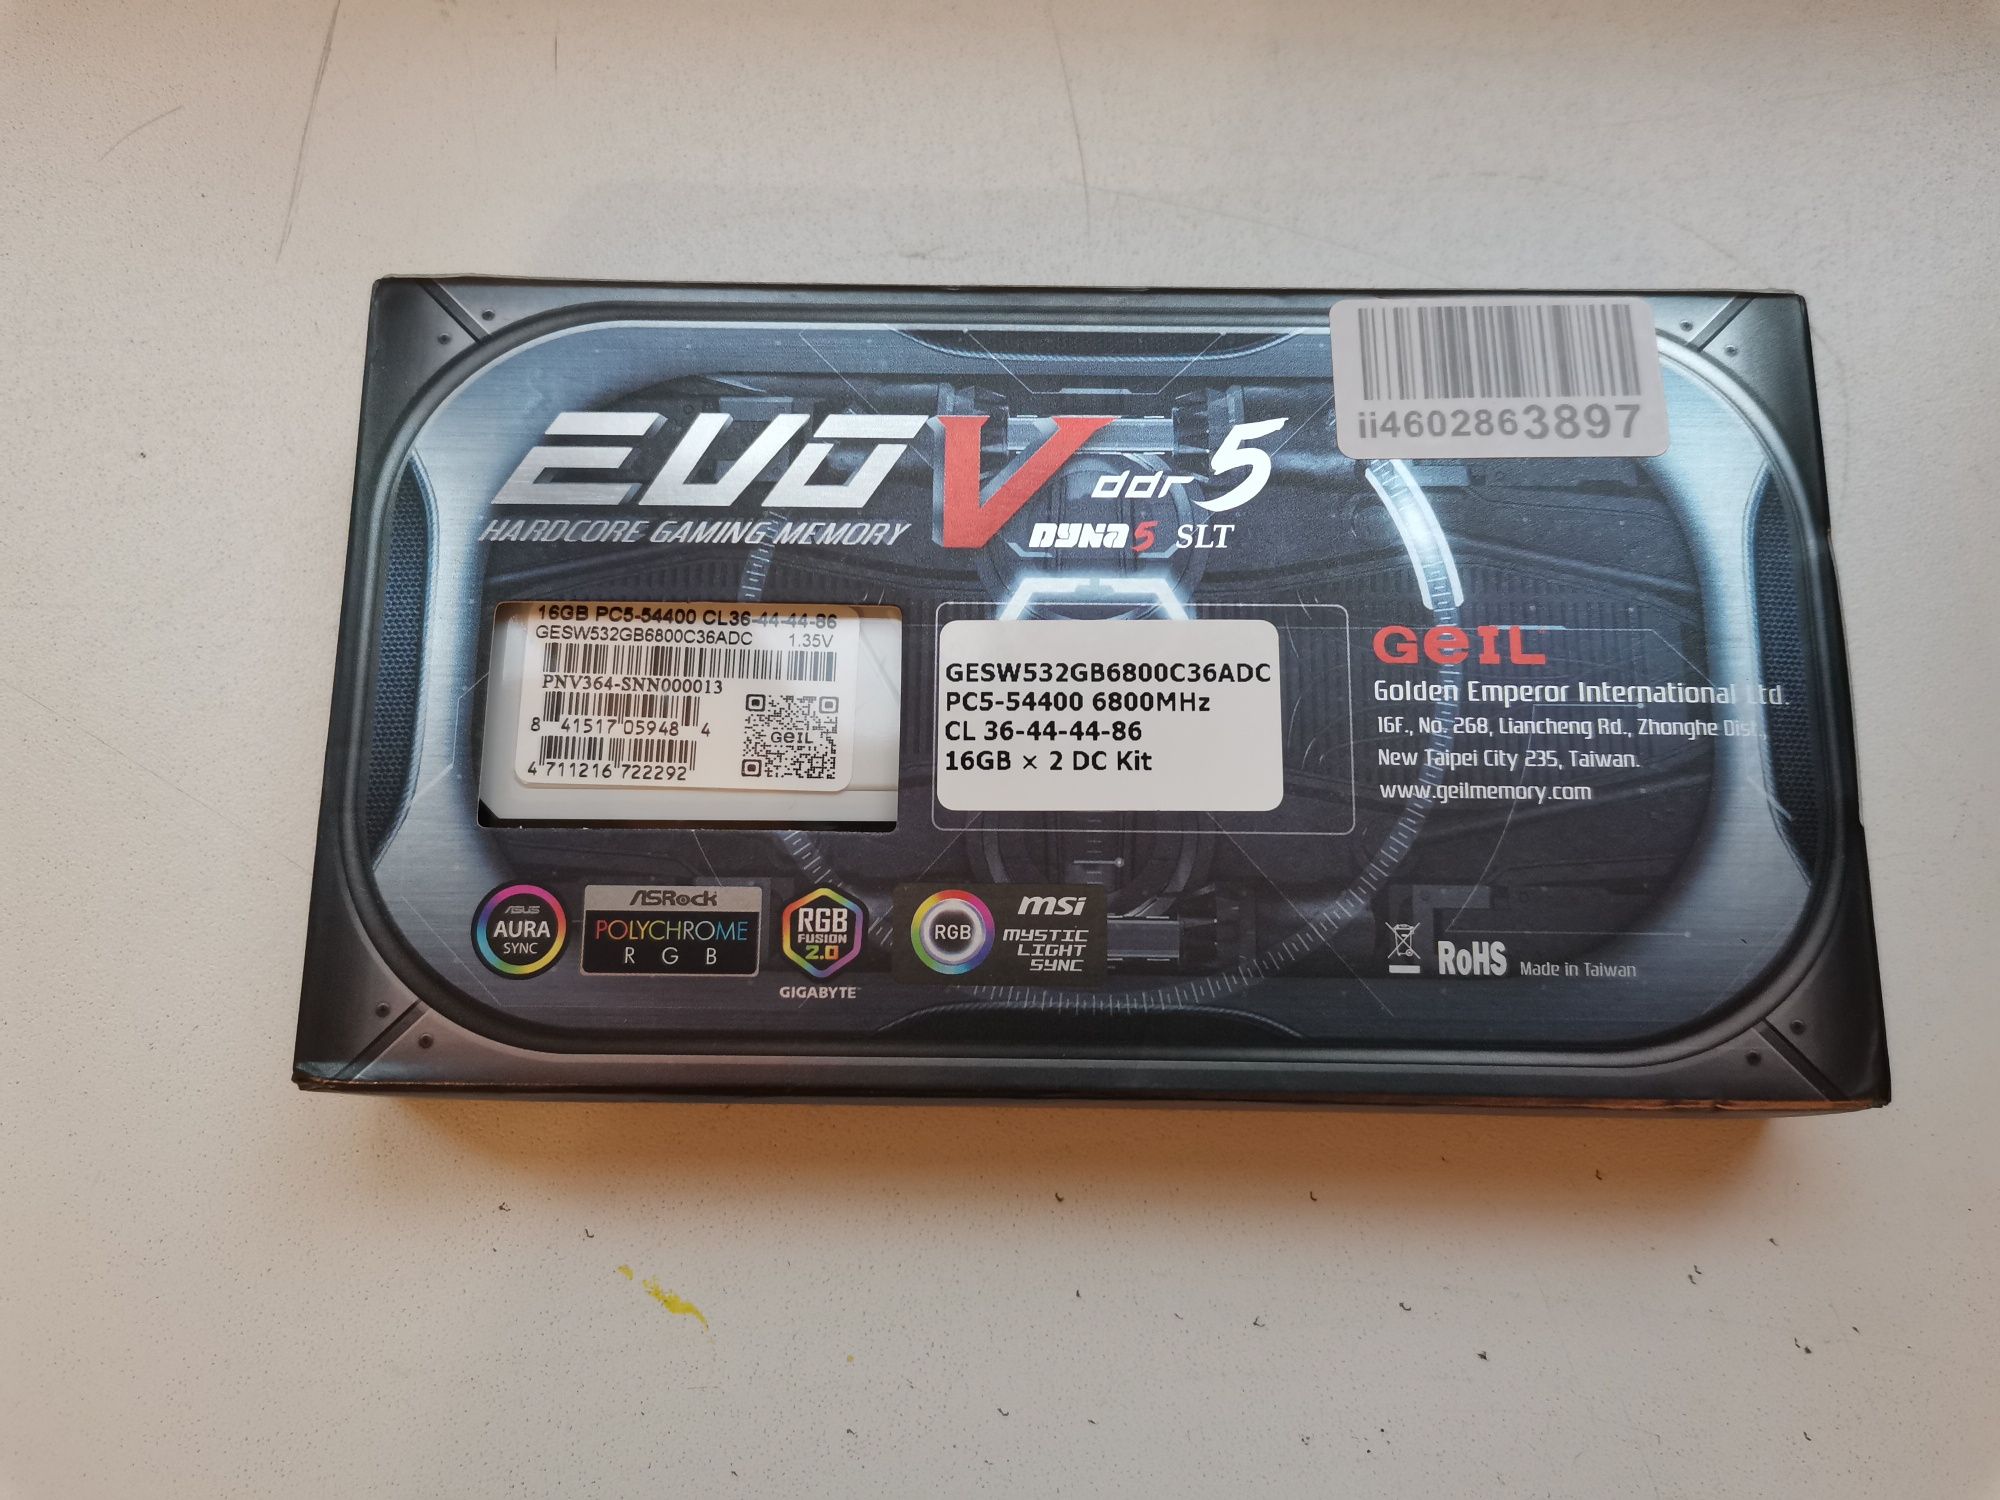 ii4602863897
EVO V ddr5
HARDCORE GAMING MEMORY
DYNA5 SLT
16GB PC5-54400 CL36-44-44-86
GESW532GB6800C36ADC 1.35V
PNV364-SNN000013
8 41517 05948 4
GeIL
4 711216 722292
GESW532GB6800C36ADC
PC5-54400 6800MHz
CL 36-44-44-86
16GB × 2 DC Kit
GeIL
Golden Emperor International Ltd.
16F., No. 268, Liancheng Rd., Zhonghe Dist.,
New Taipei City 235, Taiwan.
www.geilmemory.com
ASUS
AURA
SYNC
ASRock
POLYCHROME
RGB
RGB
FUSION
2.0
GIGABYTE™
RGB
msi
MYSTIC
LIGHT
SYNC
RoHS Made in Taiwan